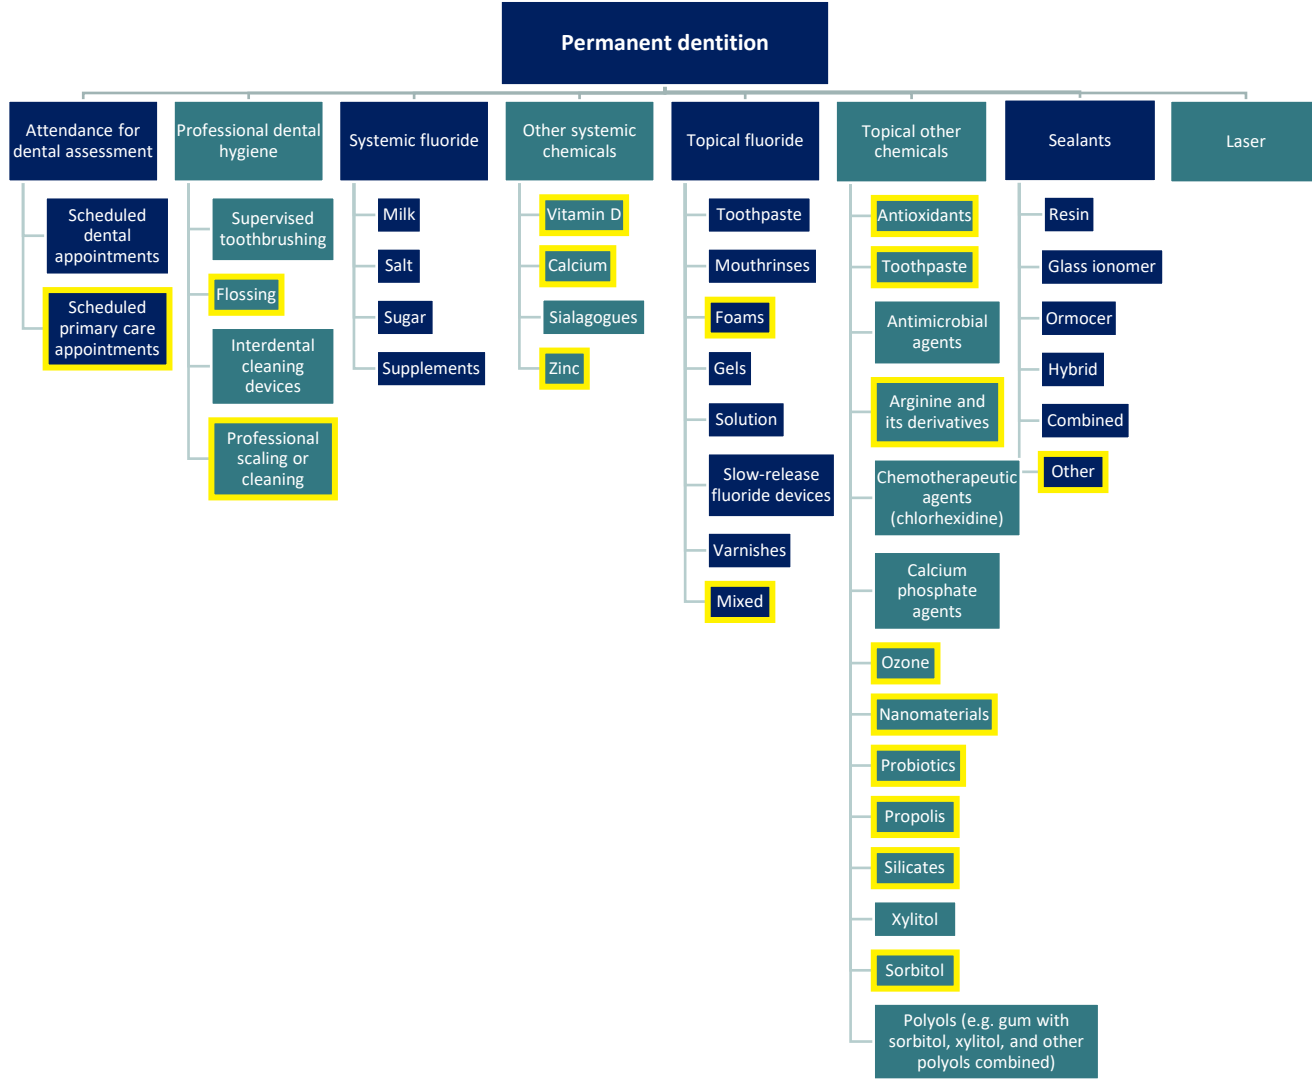 Permanent dentition
Attendance for
dental assessment
Scheduled
dental
appointments
Scheduled
primary care
appointments
Professional dental
hygiene
Supervised
toothbrushing
Flossing
Interdental
cleaning
devices
Professional
scaling or
cleaning
Systemic fluoride
Milk
Salt
Sugar
Supplements
Other systemic
chemicals
Vitamin D
Calcium
Sialagogues
Zinc
Topical fluoride
Toothpaste
Mouthrinses
Foams
Gels
Solution
Slow-release
fluoride devices
Varnishes
Mixed
Topical other
chemicals
Antioxidants
Toothpaste
Antimicrobial
agents
Arginine and
its derivatives
Chemotherapeutic
agents
(chlorhexidine)
Calcium
phosphate
agents
Ozone
Nanomaterials
Probiotics
Propolis
Silicates
Xylitol
Sorbitol
Polyols (e.g. gum with
sorbitol, xylitol, and other
polyols combined)
Sealants
Resin
Glass ionomer
Ormocer
Hybrid
Combined
Other
Laser